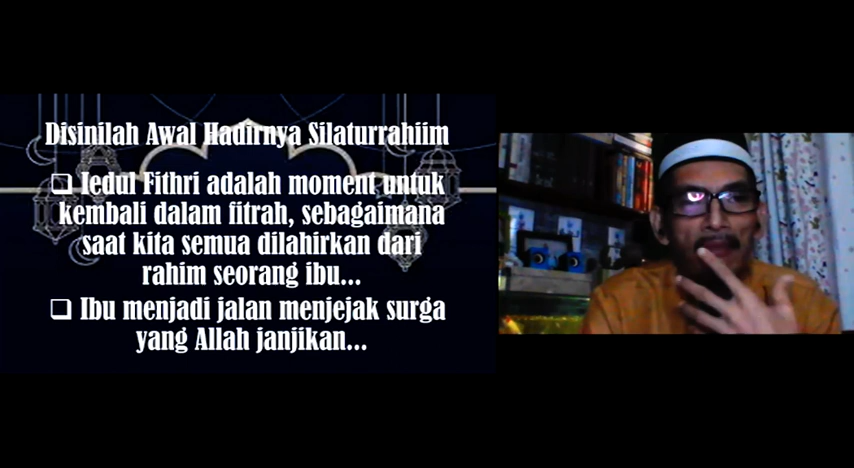 Disinilah Awal Hadirnya Silaturrahiim
❑ Iedul Fithri adalah moment untuk
kembali dalam fitrah, sebagaimana
saat kita semua dilahirkan dari
rahim seorang ibu...
❑ Ibu menjadi jalan menjejak surga
yang Allah janjikan...